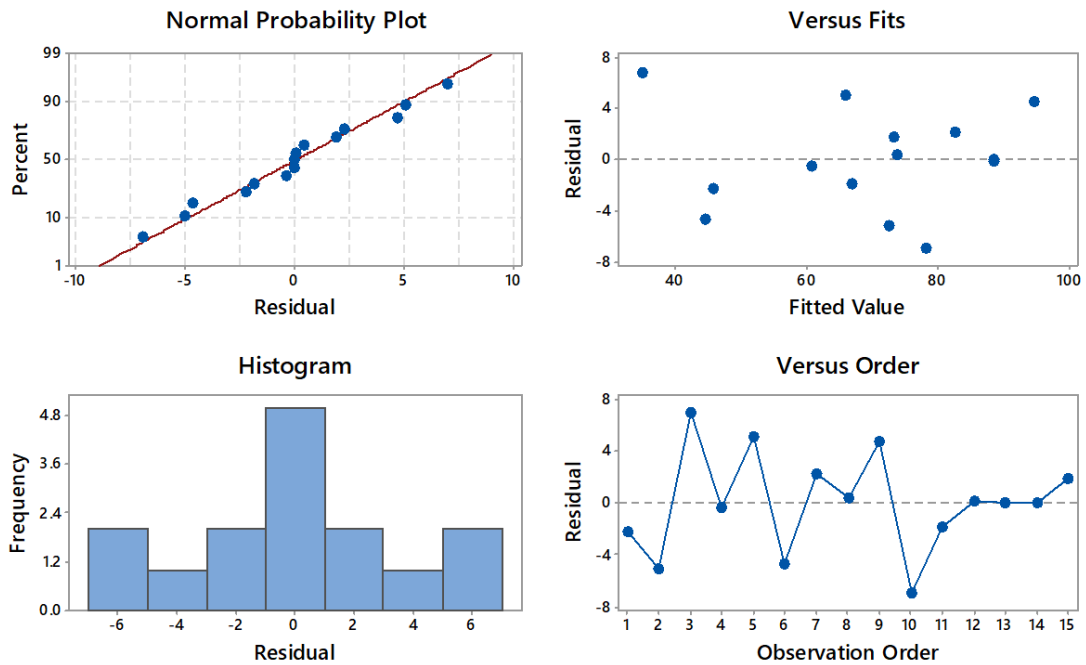 Normal Probability Plot
99
90
50
10
1
Percent
-10 -5 0 5 10
Residual
Versus Fits
8
4
0
-4
-8
Residual
40 60 80 100
Fitted Value
Histogram
4.8
3.6
2.4
1.2
0.0
Frequency
-6 -4 -2 0 2 4 6
Residual
Versus Order
8
4
0
-4
-8
Residual
1 2 3 4 5 6 7 8 9 10 11 12 13 14 15
Observation Order